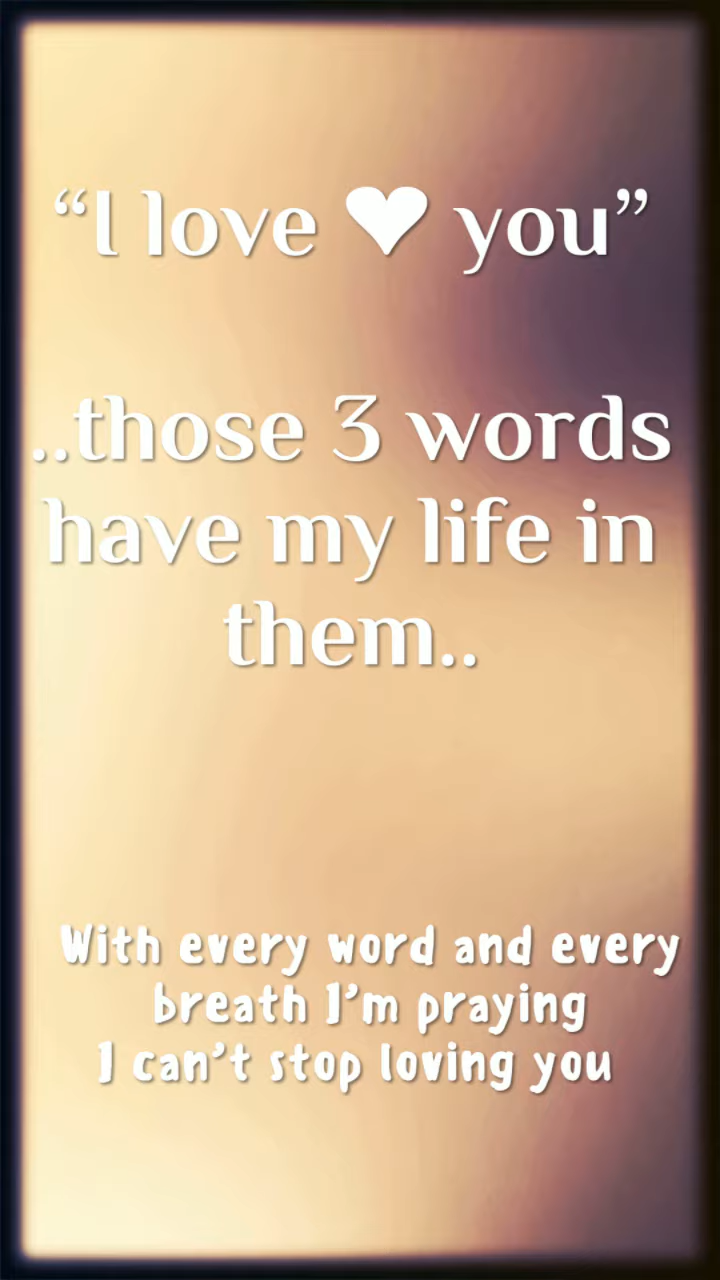 “I love ♥ you”
..those 3 words
have my life in
them..
With every word and every
breath I’m praying
I can’t stop loving you